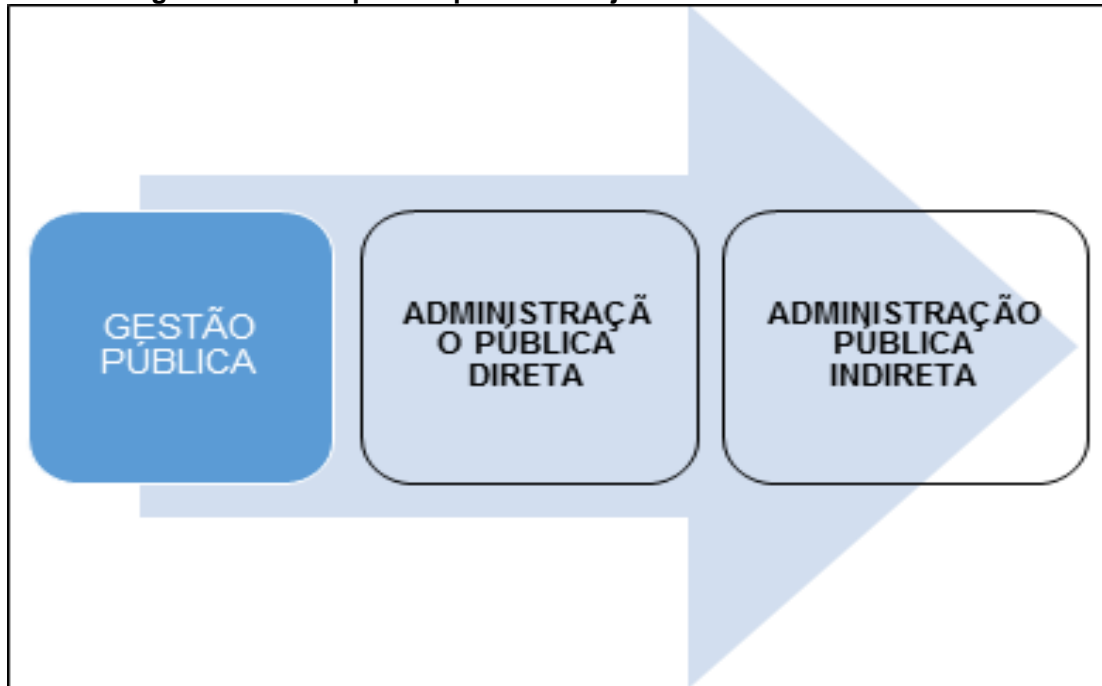 GESTÃO
PÚBLICA
ADMINISTRAÇÃ
O PÚBLICA
DIRETA
ADMINISTRAÇÃO
PÚBLICA
INDIRETA